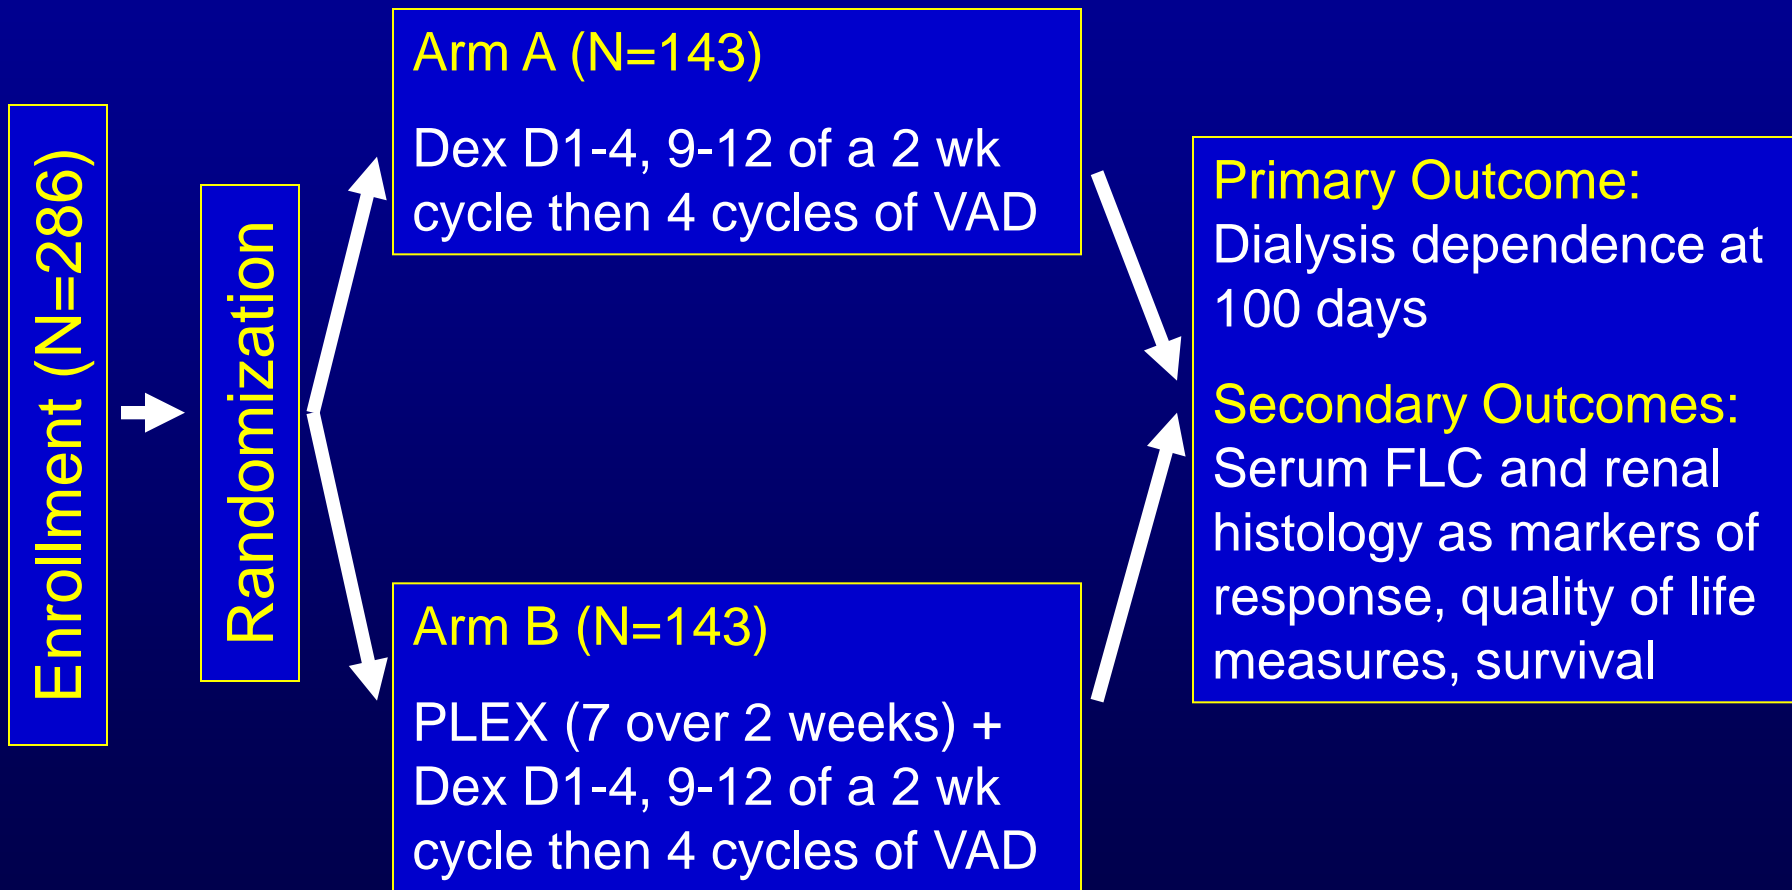 Enrollment (N=286)
Randomization
Arm A (N=143)
Dex D1-4, 9-12 of a 2 wk
cycle then 4 cycles of VAD
Arm B (N=143)
PLEX (7 over 2 weeks) +
Dex D1-4, 9-12 of a 2 wk
cycle then 4 cycles of VAD
Primary Outcome:
Dialysis dependence at
100 days
Secondary Outcomes:
Serum FLC and renal
histology as markers of
response, quality of life
measures, survival